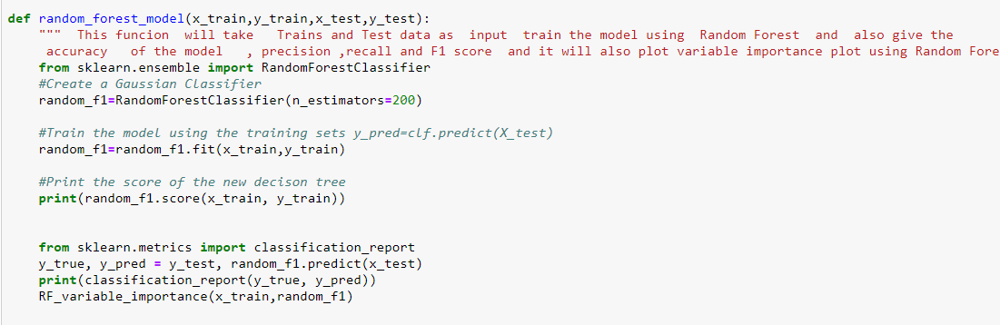 def random_forest_model(x_train,y_train,x_test,y_test):
    """  This funcion  will take   Trains and Test data as  input  train the model using  Random Forest  and  also give the
     accuracy   of the model   , precision ,recall and F1 score  and it will also plot variable importance plot using Random Fore
    from sklearn.ensemble import RandomForestClassifier
    #Create a Gaussian Classifier
    random_f1=RandomForestClassifier(n_estimators=200)
    #Train the model using the training sets y_pred=clf.predict(X_test)
    random_f1=random_f1.fit(x_train,y_train)
    #Print the score of the new decison tree
    print(random_f1.score(x_train, y_train))
    from sklearn.metrics import classification_report
    y_true, y_pred = y_test, random_f1.predict(x_test)
    print(classification_report(y_true, y_pred))
    RF_variable_importance(x_train,random_f1)